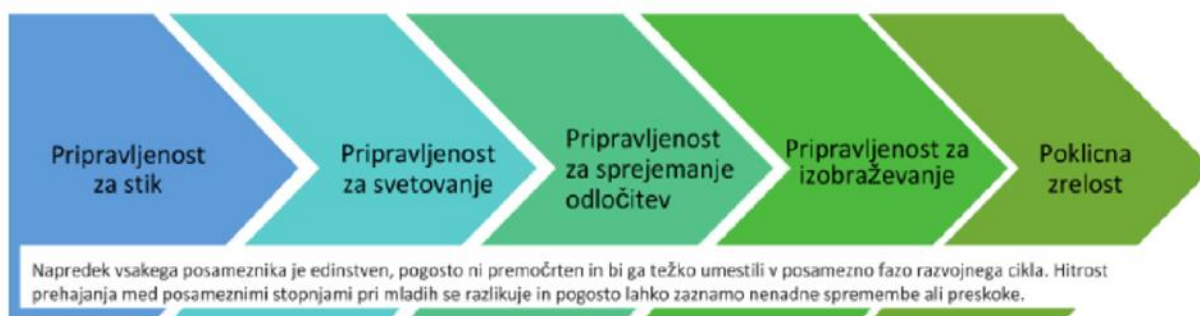 Pripravljenost
za stik
Pripravljenost
za svetovanje
Pripravljenost
za sprejemanje
odločitev
Pripravljenost za
izobraževanje
Poklicna
zrelost
Napredek vsakega posameznika je edinstven, pogosto ni premočrten in bi ga težko umestili v posamezno fazo razvojnega cikla. Hitrost
prehajanja med posameznimi stopnjami pri mladih se razlikuje in pogosto lahko zaznamo nenadne spremembe ali preskoke.